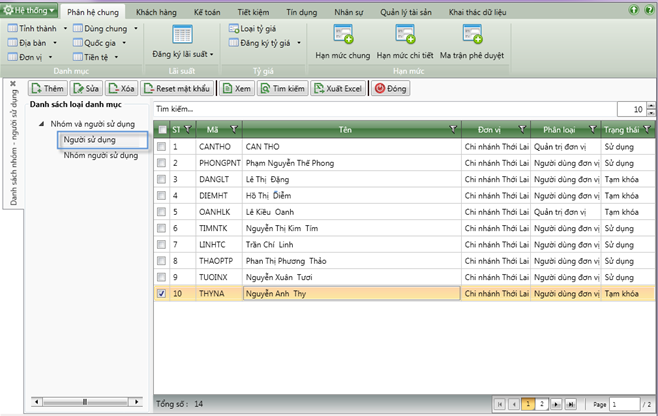 Hệ thống Phân hệ chung Khách hàng Kế toán Tiết kiệm Tín dụng Nhân sự Quản lý tài sản Khai thác dữ liệu
Tỉnh thành Dùng chung Loại tỷ giá
Địa bàn Quốc gia Đăng ký lãi suất Đăng ký tỷ giá Hạn mức chung Hạn mức chi tiết Ma trận phê duyệt
Đơn vị Tiền tệ
Danh mục Lãi suất Tỷ giá Hạn mức
Thêm Sửa Xóa Reset mật khẩu Xem Tìm kiếm Xuất Excel Đóng
Danh sách nhóm - người sử dụng
Danh sách loại danh mục
Nhóm và người sử dụng
Người sử dụng
Nhóm người sử dụng
Tìm kiếm... 10
ST Mã Tên Đơn vị Phân loại Trạng thái
1 CANTHO CAN THO Chi nhánh Thới Lai Quản trị đơn vị Sử dụng
2 PHONGPNT Phạm Nguyễn Thế Phong Chi nhánh Thới Lai Người dùng đơn vị Sử dụng
3 DANGLT Lê Thị Đặng Chi nhánh Thới Lai Người dùng đơn vị Tạm khóa
4 DIEMHT Hồ Thị Diễm Chi nhánh Thới Lai Người dùng đơn vị Sử dụng
5 OANHLK Lê Kiều Oanh Chi nhánh Thới Lai Quản trị đơn vị Tạm khóa
6 TIMNTK Nguyễn Thị Kim Tím Chi nhánh Thới Lai Người dùng đơn vị Sử dụng
7 LINHTC Trần Chí Linh Chi nhánh Thới Lai Người dùng đơn vị Sử dụng
8 THAOPTP Phan Thị Phương Thảo Chi nhánh Thới Lai Người dùng đơn vị Sử dụng
9 TUOINX Nguyễn Xuân Tươi Chi nhánh Thới Lai Người dùng đơn vị Sử dụng
10 THYNA Nguyễn Anh Thy Chi nhánh Thới Lai Người dùng đơn vị Tạm khóa
Tổng số : 14 1 2 Page 1 / 2